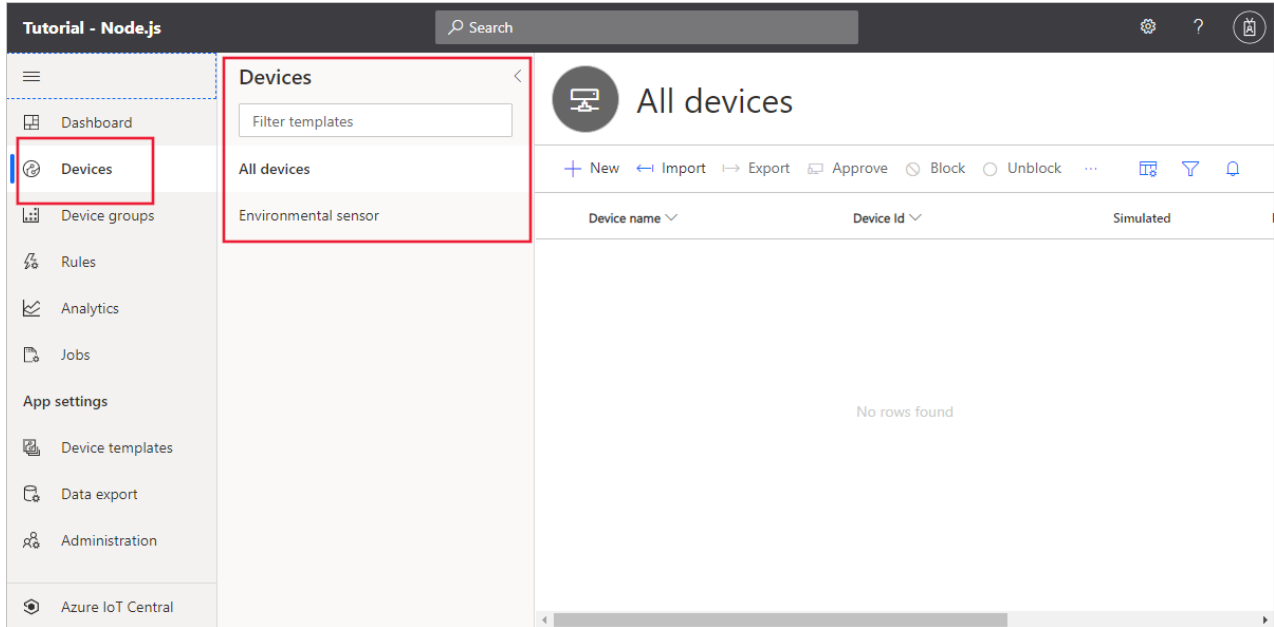 Tutorial - Node.js
Search
?
Dashboard
Devices
Device groups
Rules
Analytics
Jobs
App settings
Device templates
Data export
Administration
Azure IoT Central
Devices
Filter templates
All devices
Environmental sensor
All devices
New Import Export Approve Block Unblock ...
Device name Device Id Simulated
No rows found